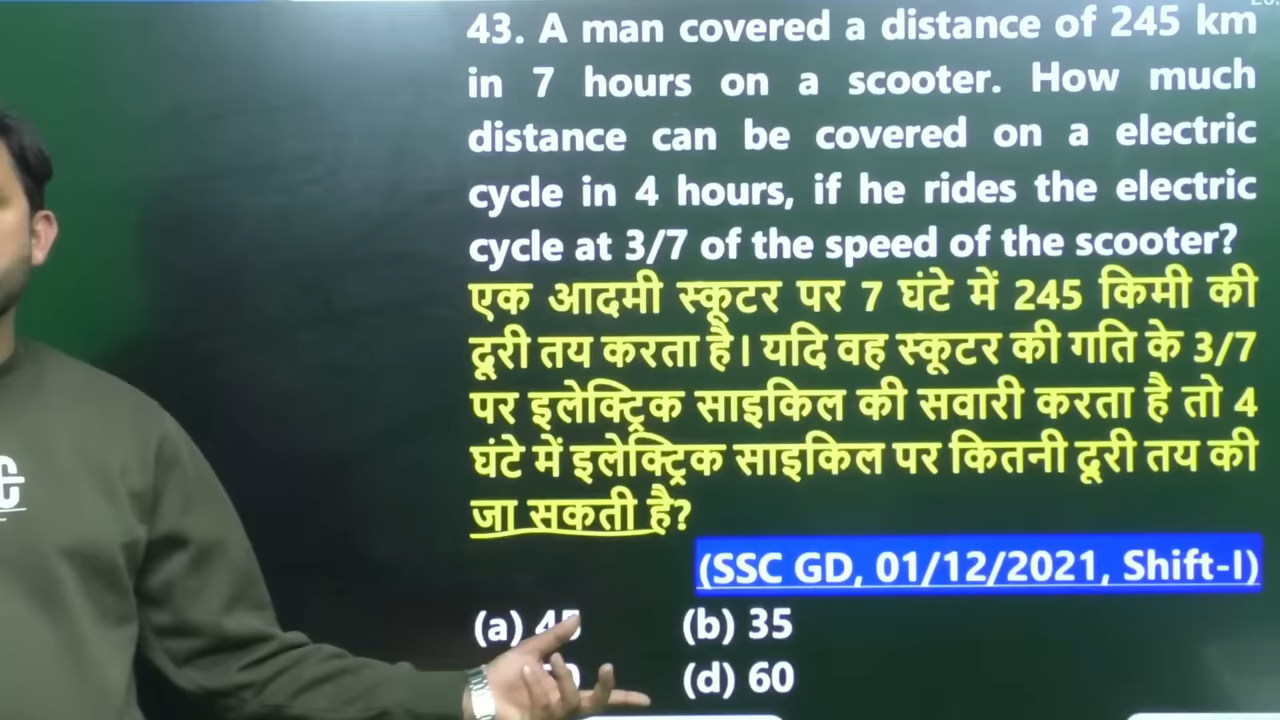 43. A man covered a distance of 245 km
in 7 hours on a scooter. How much
distance can be covered on a electric
cycle in 4 hours, if he rides the electric
cycle at 3/7 of the speed of the scooter?
एक आदमी स्कूटर पर 7 घंटे में 245 किमी की
दूरी तय करता है। यदि वह स्कूटर की गति के 3/7
पर इलेक्ट्रिक साइकिल की सवारी करता है तो 4
घंटे में इलेक्ट्रिक साइकिल पर कितनी दूरी तय की
जा सकती है?
(SSC GD, 01/12/2021, Shift-I)
(a) 45 (b) 35
(d) 60